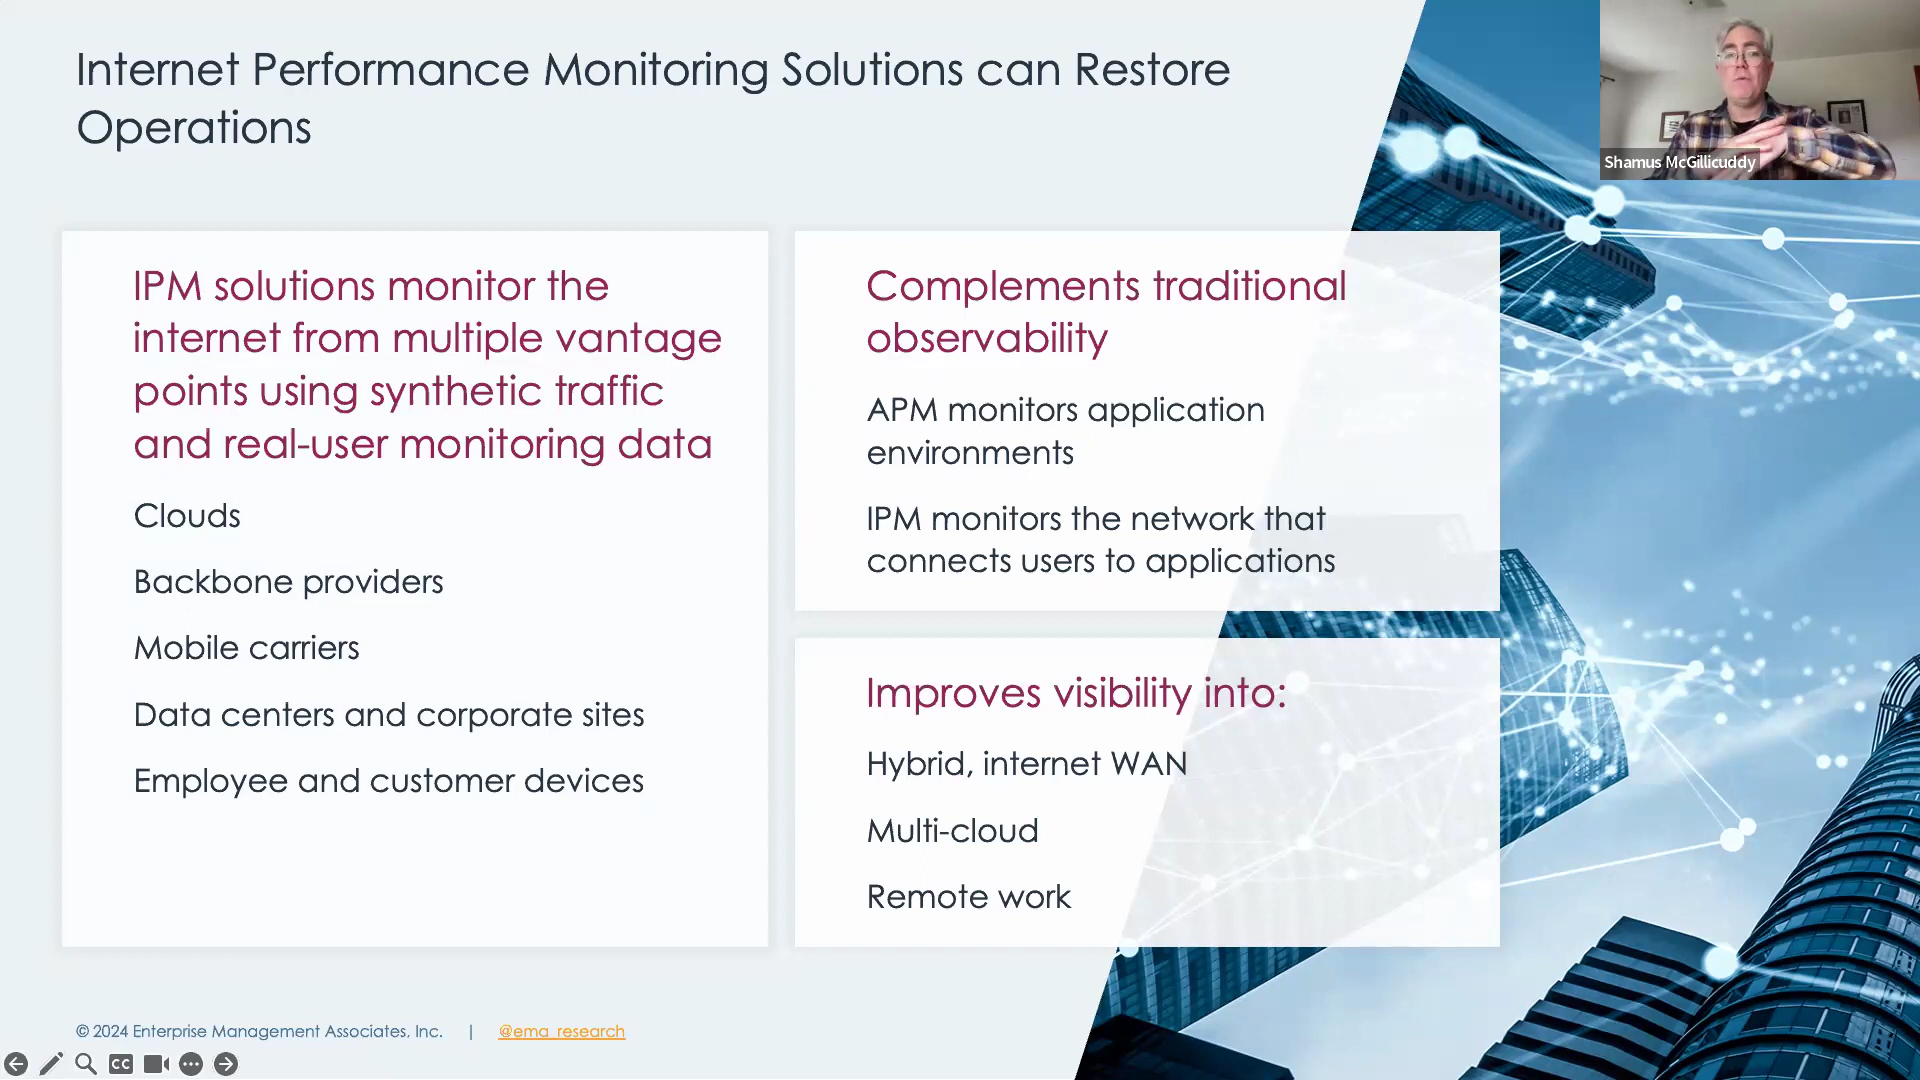 Internet Performance Monitoring Solutions can Restore
Operations
Shamus McGillicuddy
IPM solutions monitor the
internet from multiple vantage
points using synthetic traffic
and real-user monitoring data
Clouds
Backbone providers
Mobile carriers
Data centers and corporate sites
Employee and customer devices
Complements traditional
observability
APM monitors application
environments
IPM monitors the network that
connects users to applications
Improves visibility into:
Hybrid, internet WAN
Multi-cloud
Remote work
© 2024 Enterprise Management Associates, Inc. | @ema_research
CC